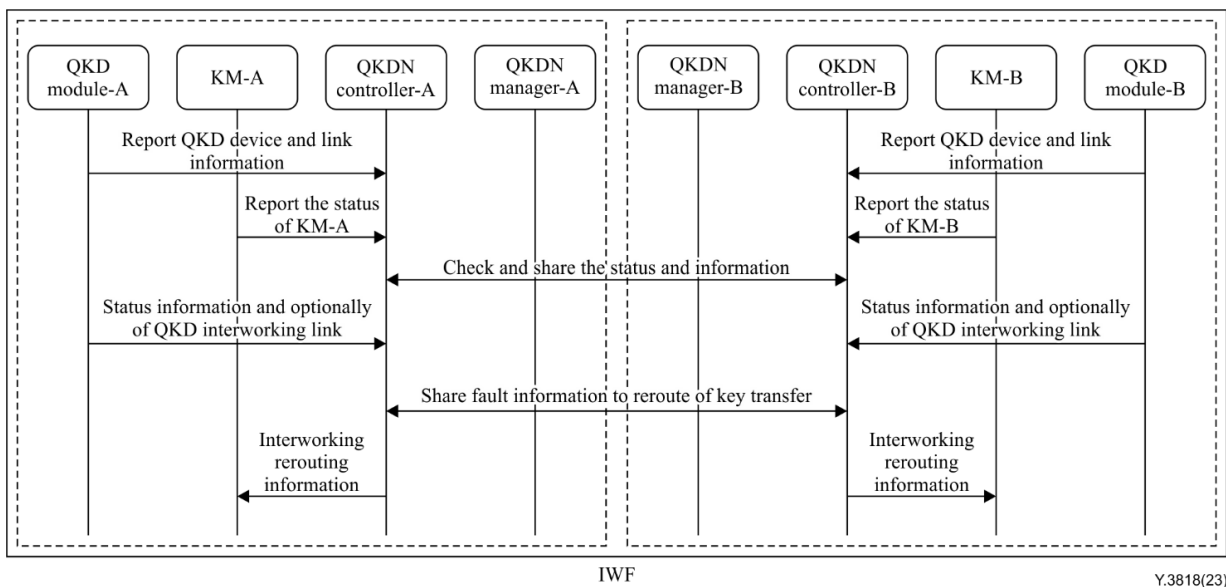 QKD
module-A
KM-A
QKDN
controller-A
QKDN
manager-A
QKDN
manager-B
QKDN
controller-B
KM-B
QKD
module-B
Report QKD device and link
information
Report QKD device and link
information
Report the status
of KM-A
Report the status
of KM-B
Check and share the status and information
Status information and optionally
of QKD interworking link
Status information and optionally
of QKD interworking link
Share fault information to reroute of key transfer
Interworking
rerouting
information
Interworking
rerouting
information
IWF
Y.3818(23)